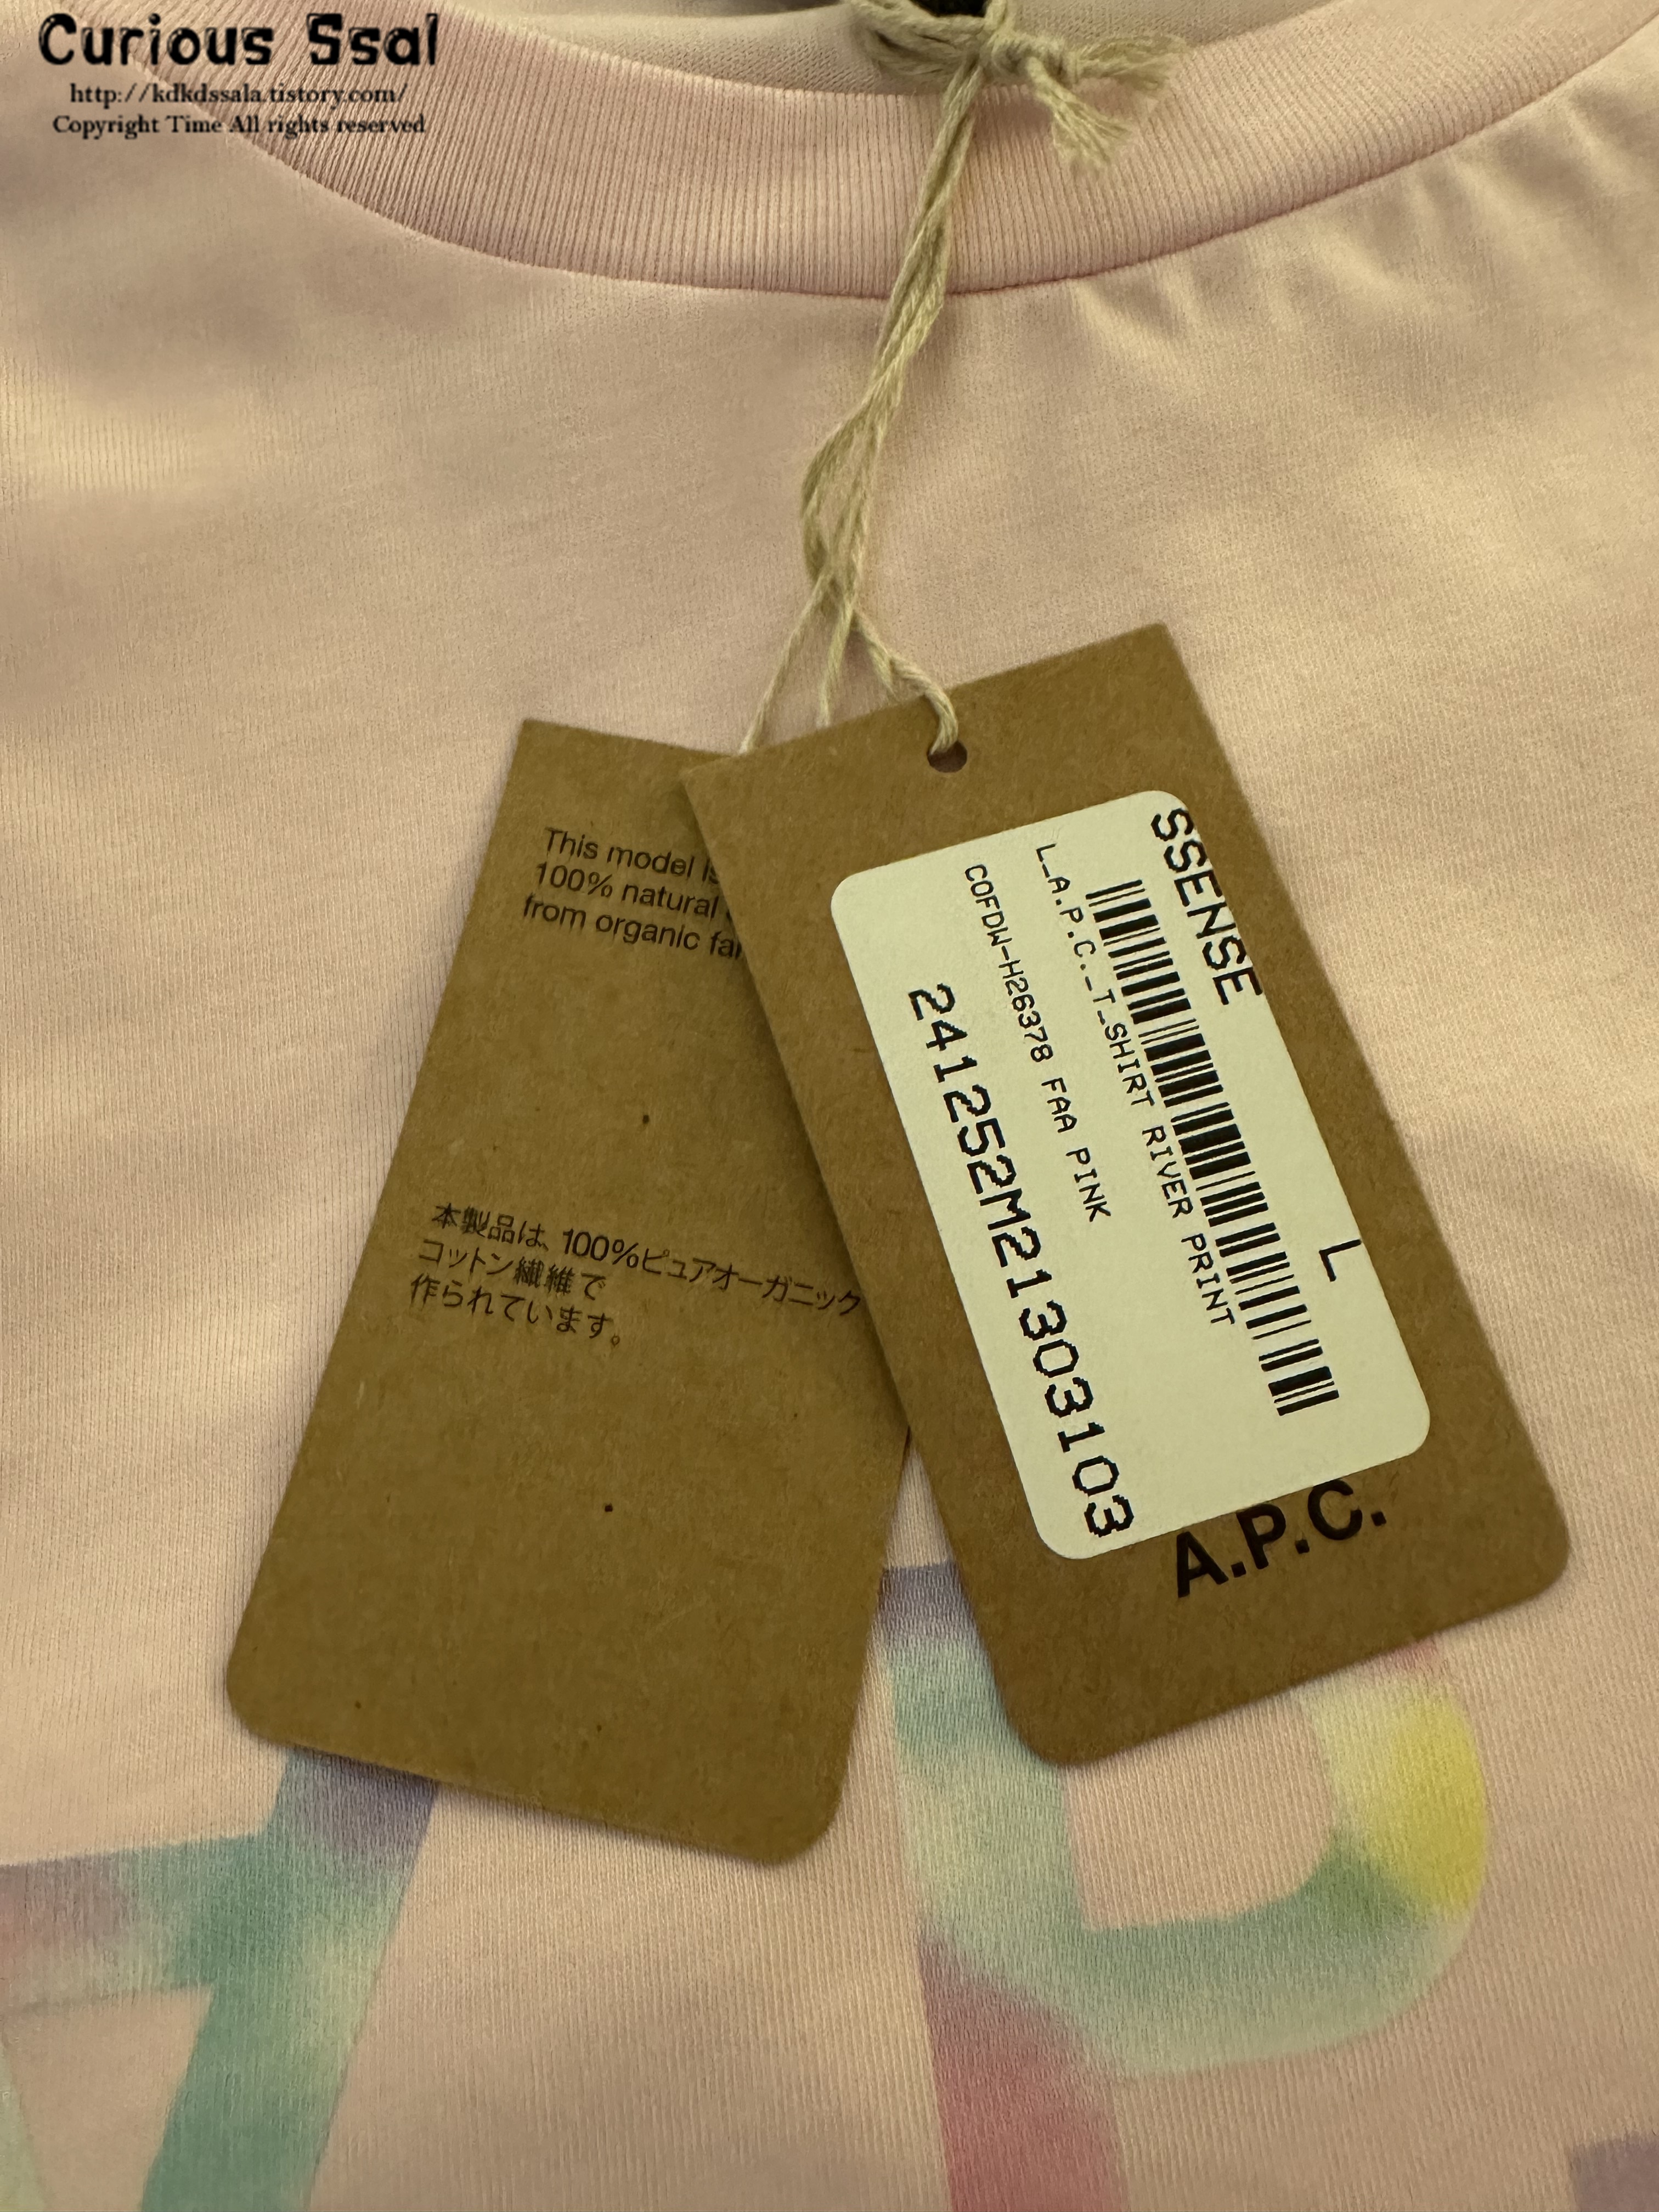 Curious Ssal
http://kdkdssala.tistory.com/
Copyright Time All rights reserved
This model is
100% natural
from organic
本製品は、100%ピュアオーガニック
コットン繊維で
作られています。
SSENSE
L
L_A.P.C._T_SHIRT RIVER PRINT
COFDW-H26378 FAA PINK
241252M21303103
A.P.C.